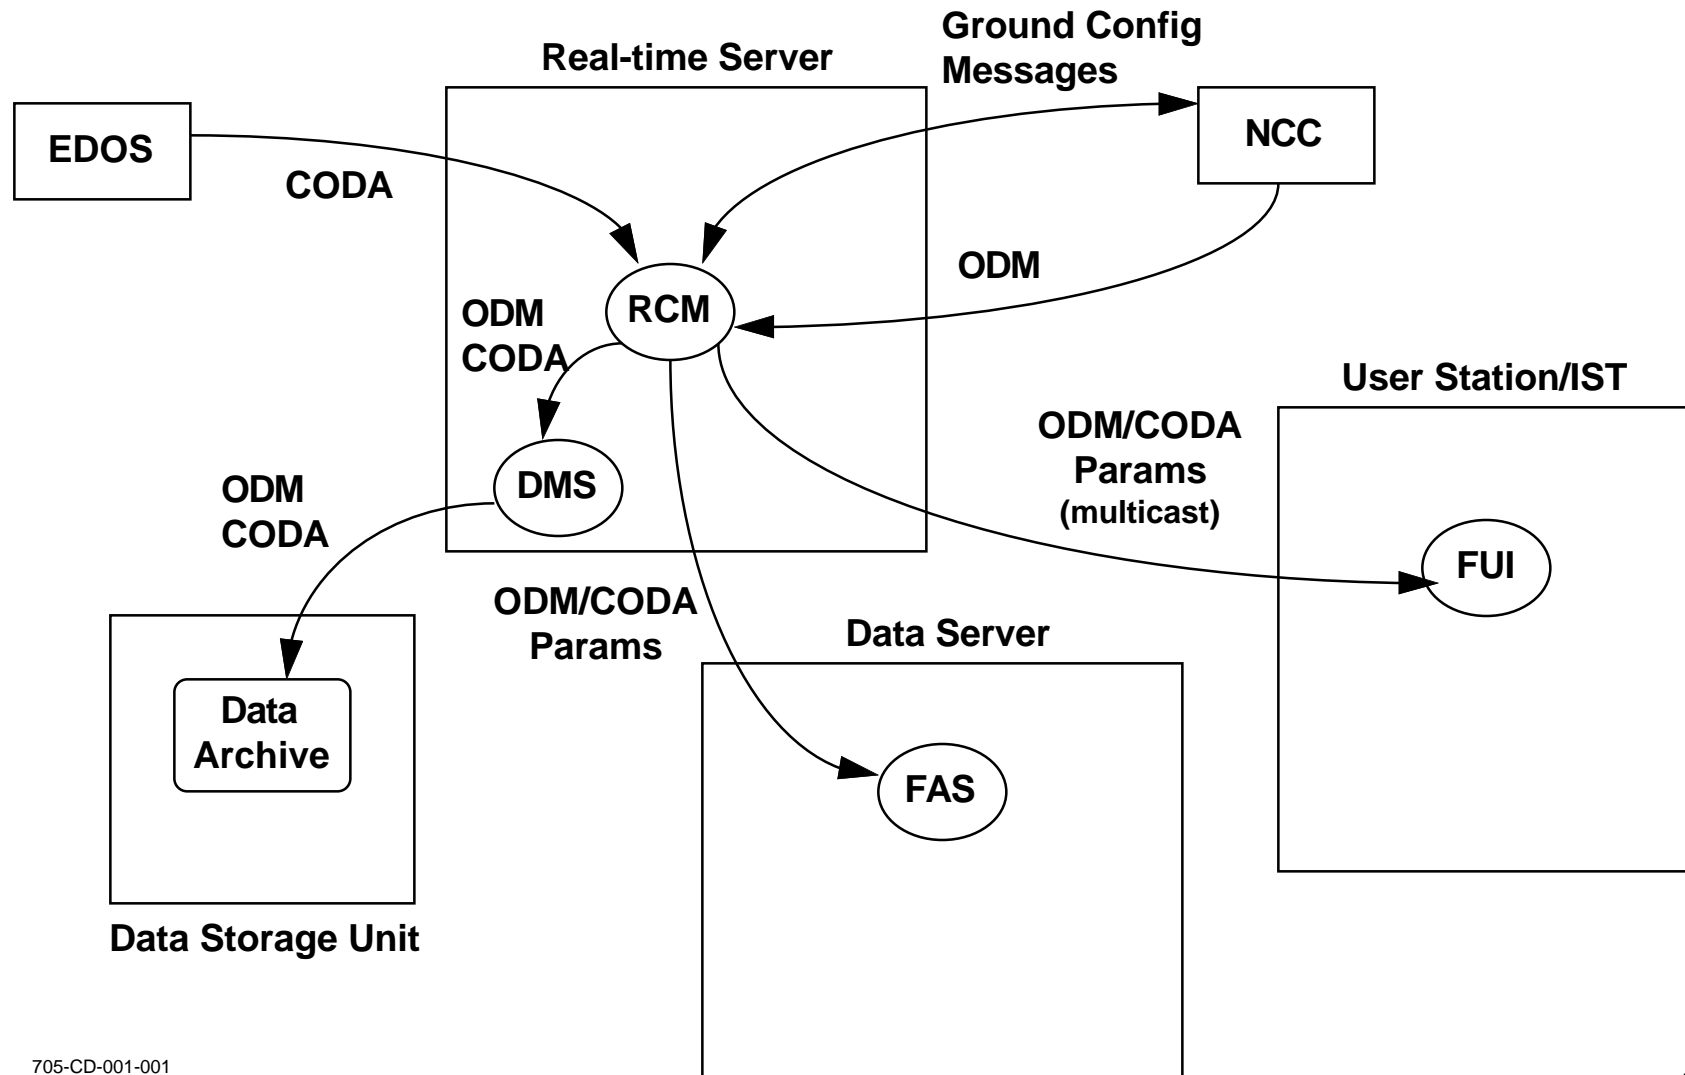 Ground Config
Messages
Real-time Server
EDOS
NCC
CODA
ODM
RCM
ODM
CODA
User Station/IST
ODM/CODA
Params
(multicast)
DMS
ODM
CODA
FUI
ODM/CODA
Params
Data Server
Data
Archive
FAS
Data Storage Unit
705-CD-001-001